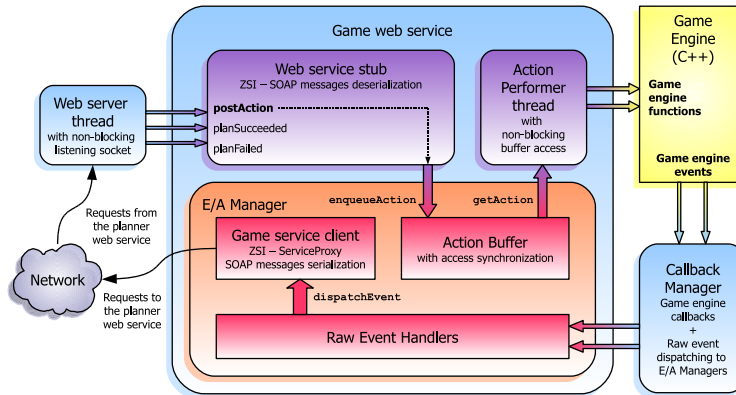 Game web service
Web service stub
ZSI – SOAP messages deserialization
postAction
planSucceeded
planFailed
Web server
thread
with non-blocking
listening socket
Action
Performer
thread
with
non-blocking
buffer access
Game
Engine
(C++)
Game
engine
functions
Game engine
events
enqueueAction
getAction
E/A Manager
Game service client
ZSI – ServiceProxy
SOAP messages serialization
Action Buffer
with access synchronization
dispatchEvent
Raw Event Handlers
Requests from the
planner
web service
Network
Requests to
the planner
web service
Callback
Manager
Game engine
callbacks
+
Raw event
dispatching to
E/A Managers